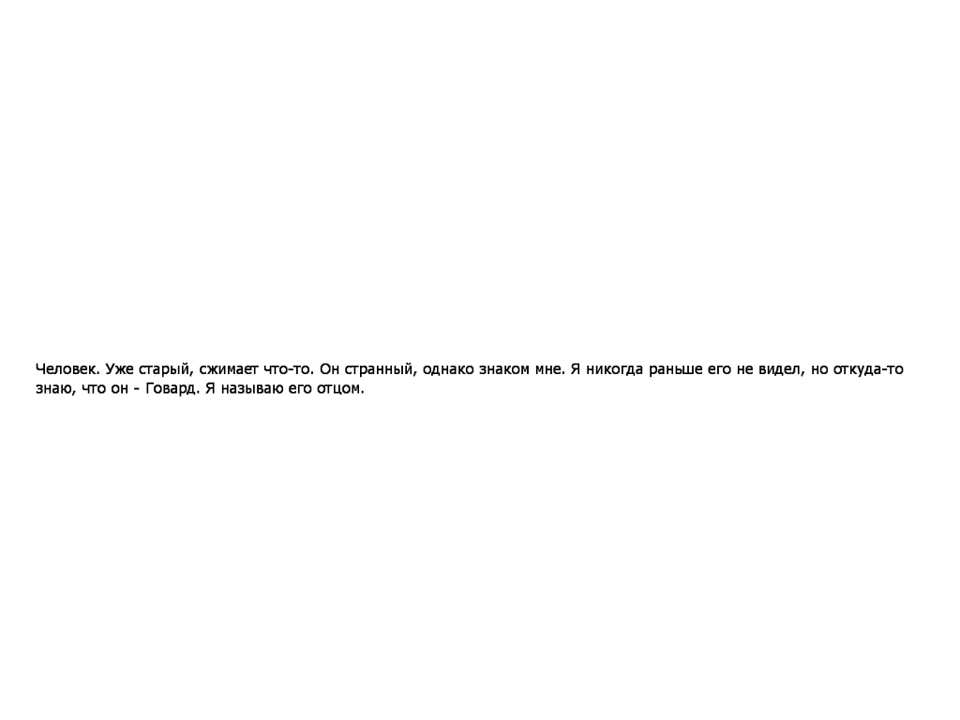 Человек. Уже старый, сжимает что-то. Он странный, однако знаком мне. Я никогда раньше его не видел, но откуда-то
знаю, что он - Говард. Я называю его отцом.